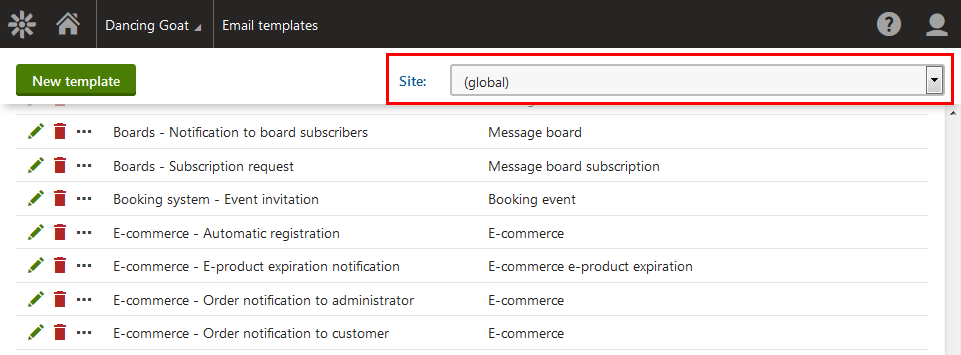 Dancing Goat Email templates
New template Site: (global)
Boards - Notification to board subscribers Message board
Boards - Subscription request Message board subscription
Booking system - Event invitation Booking event
E-commerce - Automatic registration E-commerce
E-commerce - E-product expiration notification E-commerce e-product expiration
E-commerce - Order notification to administrator E-commerce
E-commerce - Order notification to customer E-commerce